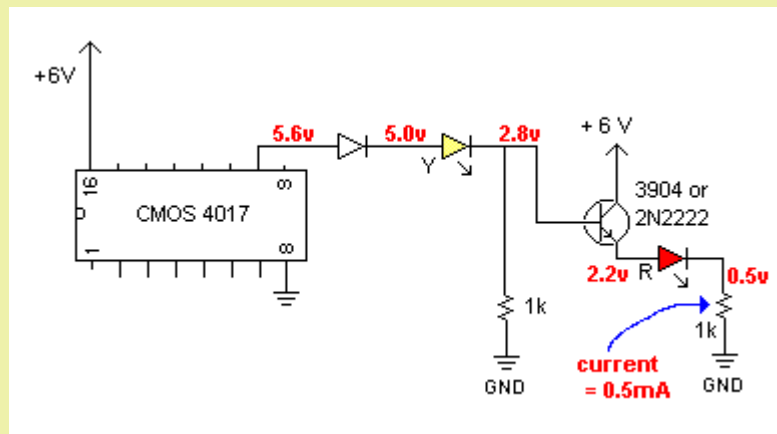 +6V
5.6v
5.0v
2.8v
+ 6 V
16
9
Y
3904 or
2N2222
CMOS 4017
1
8
2.2v
R
0.5v
1k
1k
current
= 0.5mA
GND
GND